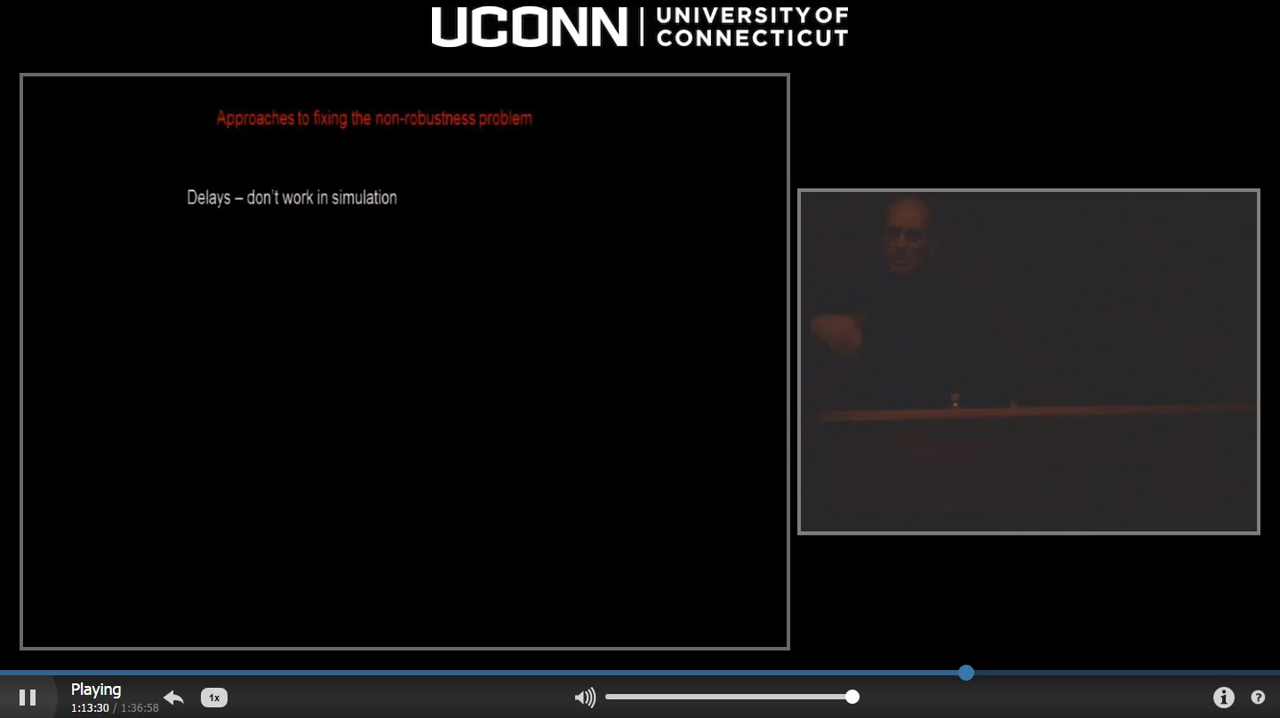 UCONN
UNIVERSITY OF
CONNECTICUT
Approaches to fixing the non-robustness problem
Delays – don't work in simulation
Playing
1:13:30 / 1:36:58
1x
i
?